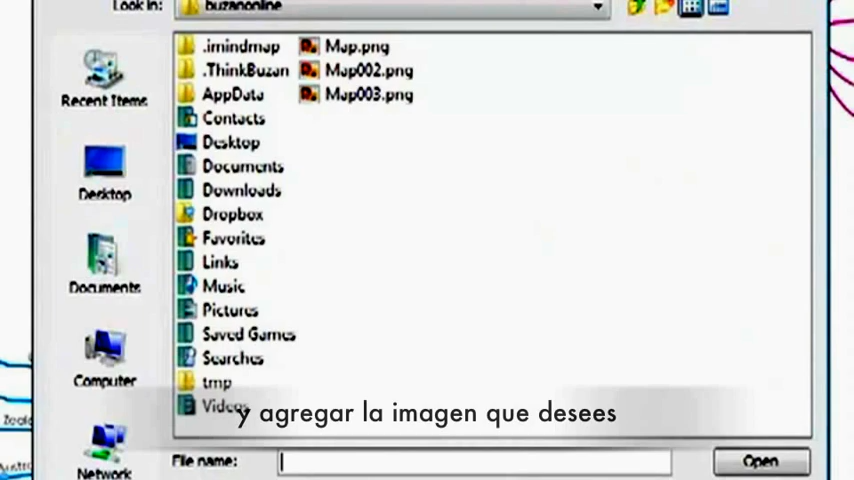 Look in: buzanonline
.imindmap Map.png
.ThinkBuzan Map002.png
AppData Map003.png
Contacts
Desktop
Documents
Downloads
Dropbox
Favorites
Links
Music
Pictures
Saved Games
Searches
tmp
Videos
Recent Items
Desktop
Documents
Computer
Network
y agregar la imagen que desees
File name: Open